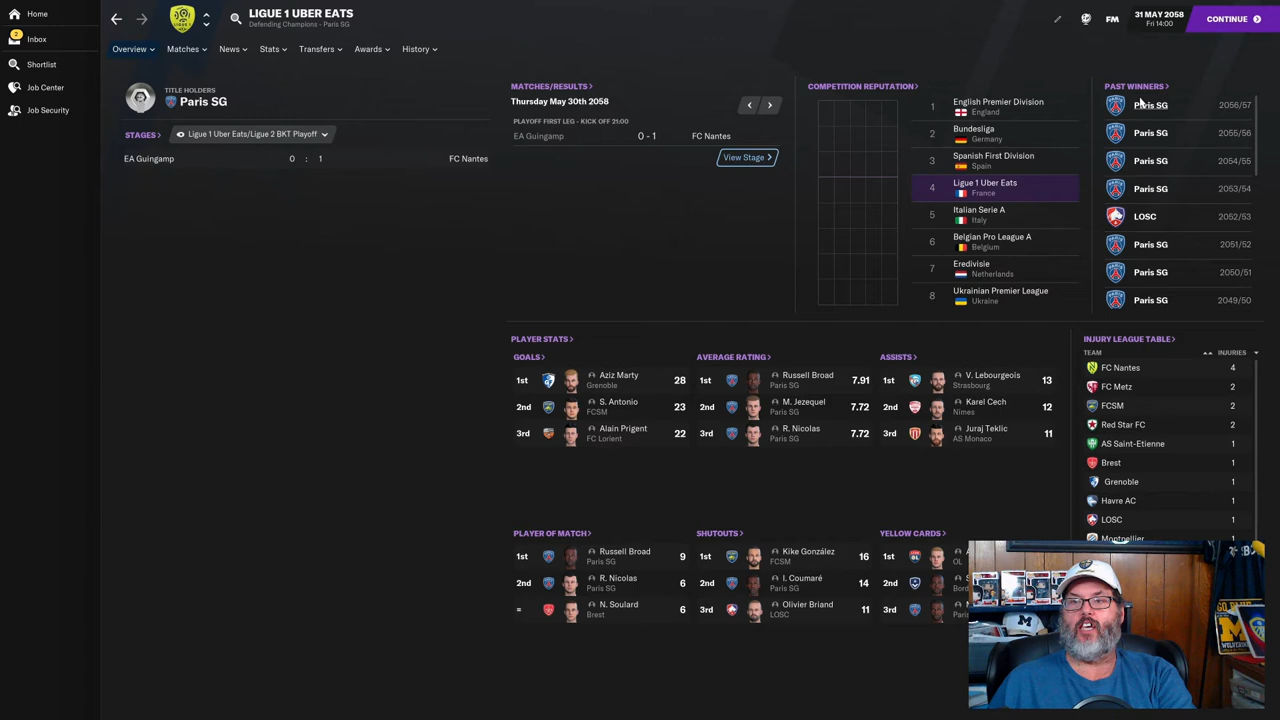 Home
Inbox
2
Shortlist
Job Center
Job Security
LIGUE 1 UBER EATS
Defending Champions - Paris SG
31 MAY 2058
Fri 14:00
FM
CONTINUE
Overview
Matches
News
Stats
Transfers
Awards
History
TITLE HOLDERS
Paris SG
STAGES>
Ligue 1 Uber Eats/Ligue 2 BKT Playoff
EA Guingamp 0 : 1 FC Nantes
MATCHES/RESULTS>
Thursday May 30th 2058
PLAYOFF FIRST LEG - KICK OFF 21:00
EA Guingamp 0 - 1 FC Nantes
View Stage >
COMPETITION REPUTATION>
1 English Premier Division
England
2 Bundesliga
Germany
3 Spanish First Division
Spain
4 Ligue 1 Uber Eats
France
5 Italian Serie A
Italy
6 Belgian Pro League A
Belgium
7 Eredivisie
Netherlands
8 Ukrainian Premier League
Ukraine
PAST WINNERS>
Paris SG 2056/57
Paris SG 2055/56
Paris SG 2054/55
Paris SG 2053/54
LOSC 2052/53
Paris SG 2051/52
Paris SG 2050/51
Paris SG 2049/50
PLAYER STATS>
GOALS>
1st Aziz Marty 28
Grenoble
2nd S. Antonio 23
FCSM
3rd Alain Prigent 22
FC Lorient
AVERAGE RATING>
1st Russell Broad 7.91
Paris SG
2nd M. Jezequel 7.72
Paris SG
3rd R. Nicolas 7.72
Paris SG
ASSISTS>
1st V. Lebourgeois 13
Strasbourg
2nd Karel Cech 12
Nimes
3rd Juraj Teklic 11
AS Monaco
INJURY LEAGUE TABLE>
TEAM INJURIES
FC Nantes 4
FC Metz 2
FCSM 2
Red Star FC 2
AS Saint-Etienne 1
Brest 1
Grenoble 1
Havre AC 1
LOSC 1
Montpellier
PLAYER OF MATCH>
1st Russell Broad 9
Paris SG
2nd R. Nicolas 6
Paris SG
= N. Soulard 6
Brest
SHUTOUTS>
1st Kike González 16
FCSM
2nd I. Coumaré 14
Paris SG
3rd Olivier Briand 11
LOSC
YELLOW CARDS>
1st A
OL
2nd S
Bord
3rd N
Paris
M
GO BLUE